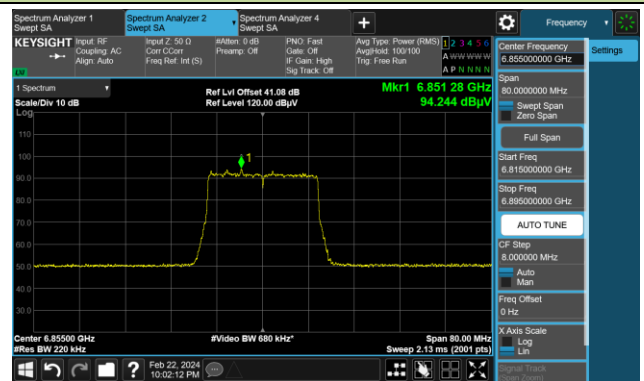 Spectrum Analyzer 1
Swept SA
Spectrum Analyzer 2
Swept SA
Spectrum Analyzer 4
Swept SA
Frequency
KEYSIGHT
Input: RF
Coupling: AC
Align: Auto
Input Z: 50 Ω
Corr CCorr
Freq Ref: Int (S)
#Atten: 0 dB
Preamp: Off
PNO: Fast
Gate: Off
IF Gain: High
Sig Track: Off
Avg Type: Power (RMS)
Avg|Hold: 100/100
Trig: Free Run
1 2 3 4 5 6
A W W W W W
A P N N N N
Center Frequency
6.855000000 GHz
Settings
Span
80.0000000 MHz
Swept Span
Zero Span
Full Span
Start Freq
6.815000000 GHz
Stop Freq
6.895000000 GHz
AUTO TUNE
CF Step
8.000000 MHz
Auto
Man
Freq Offset
0 Hz
X Axis Scale
Log
Lin
Signal Track
(Span Zoom)
1 Spectrum
Scale/Div 10 dB
Log
Ref Lvl Offset 41.08 dB
Ref Level 120.00 dBµV
Mkr1 6.851 28 GHz
94.244 dBµV
110
100
90.0
80.0
70.0
60.0
50.0
40.0
30.0
1
Center 6.85500 GHz
#Res BW 220 kHz
#Video BW 680 kHz*
Span 80.00 MHz
Sweep 2.13 ms (2001 pts)
Feb 22, 2024
10:02:12 PM